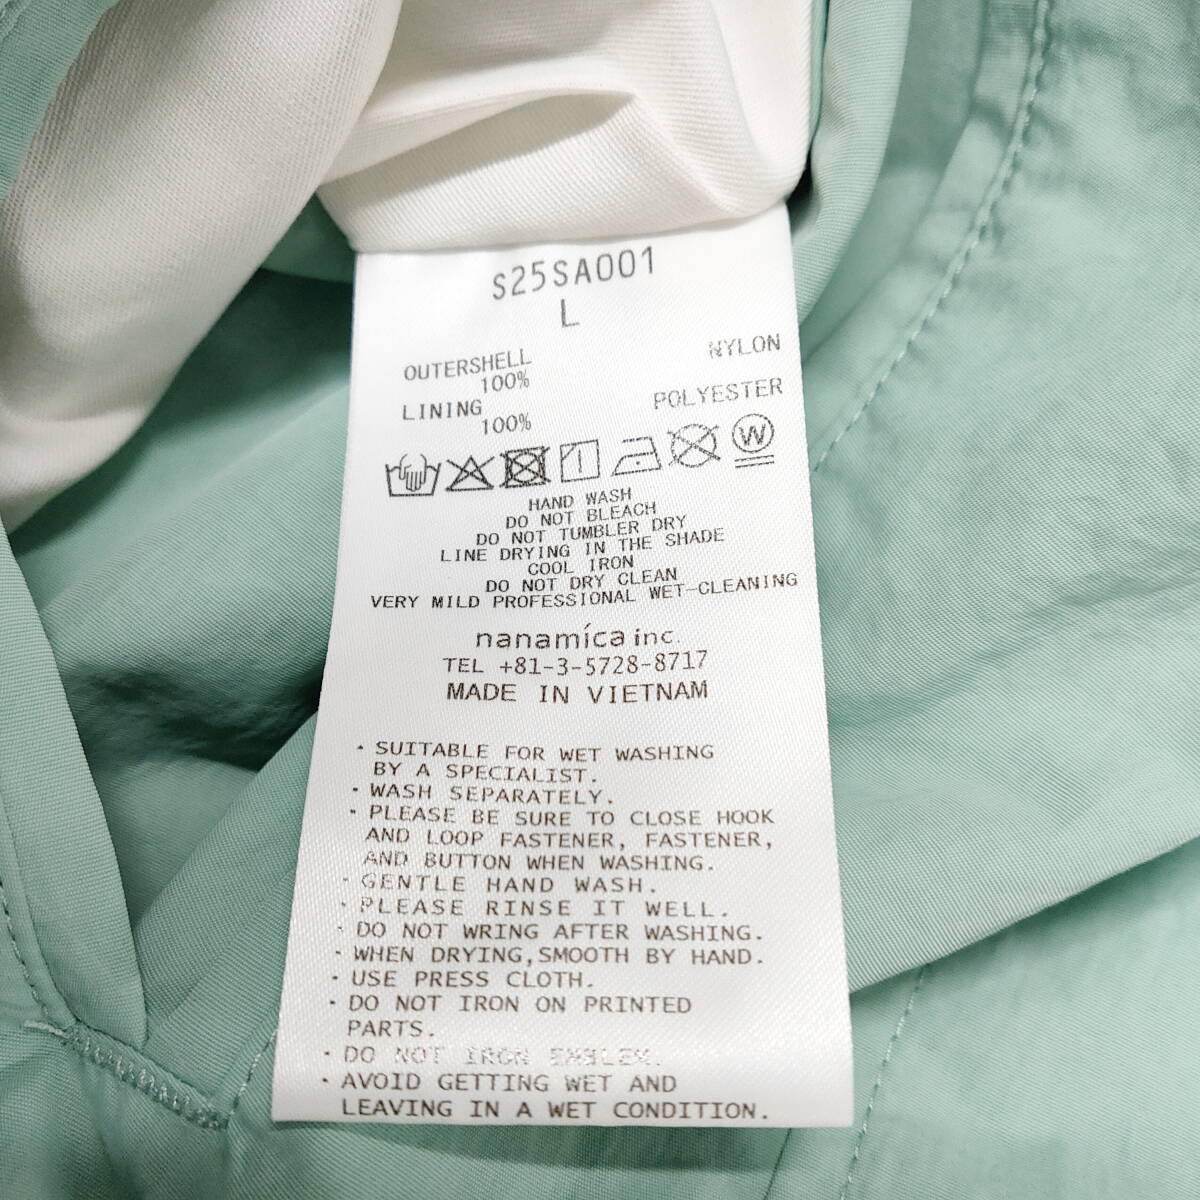 S25SA001
L
OUTERSHELL
100% NYLON
LINING
100% POLYESTER
W
HAND WASH
DO NOT BLEACH
DO NOT TUMBLER DRY
LINE DRYING IN THE SHADE
COOL IRON
DO NOT DRY CLEAN
VERY MILD PROFESSIONAL WET-CLEANING
nanamíca inc.
TEL +81-3-5728-8717
MADE IN VIETNAM
・SUITABLE FOR WET WASHING
BY A SPECIALIST.
・WASH SEPARATELY.
・PLEASE BE SURE TO CLOSE HOOK
AND LOOP FASTENER, FASTENER,
AND BUTTON WHEN WASHING.
・GENTLE HAND WASH.
・PLEASE RINSE IT WELL.
・DO NOT WRING AFTER WASHING.
・WHEN DRYING,SMOOTH BY HAND.
・USE PRESS CLOTH.
・DO NOT IRON ON PRINTED
PARTS.
・DO NOT IRON EMBLEM.
・AVOID GETTING WET AND
LEAVING IN A WET CONDITION.